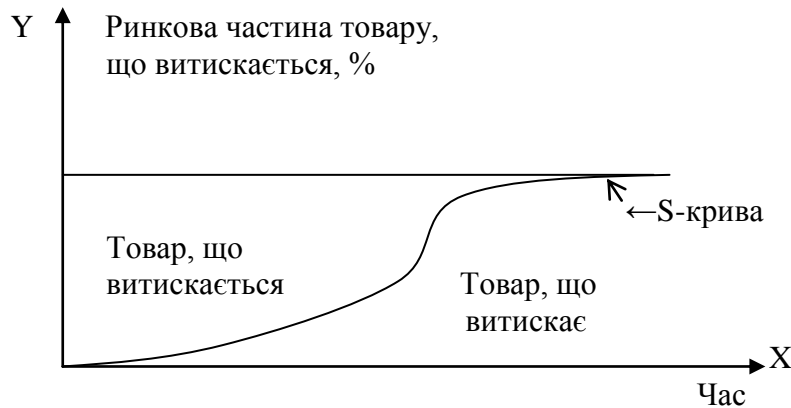 Y
Ринкова частина товару,
що витискається, %
←S-крива
Товар, що
витискається
Товар, що
витискає
X
Час